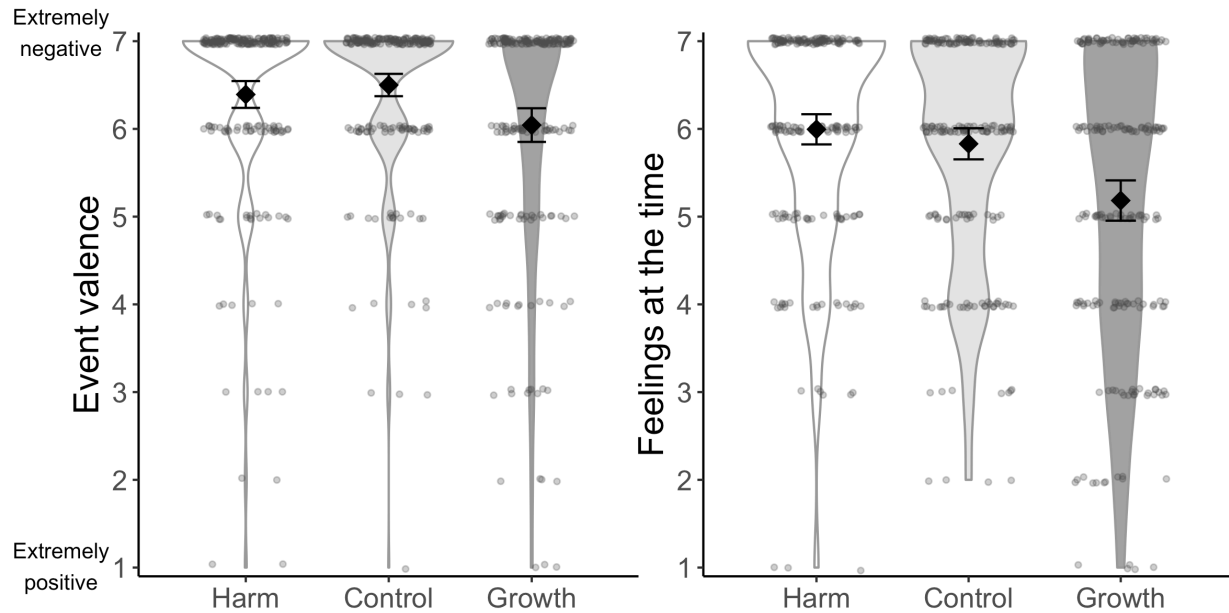 Extremely
negative
7
6
5
4
3
2
1
Extremely
positive
Event valence
Harm
Control
Growth
7
6
5
4
3
2
1
Feelings at the time
Harm
Control
Growth